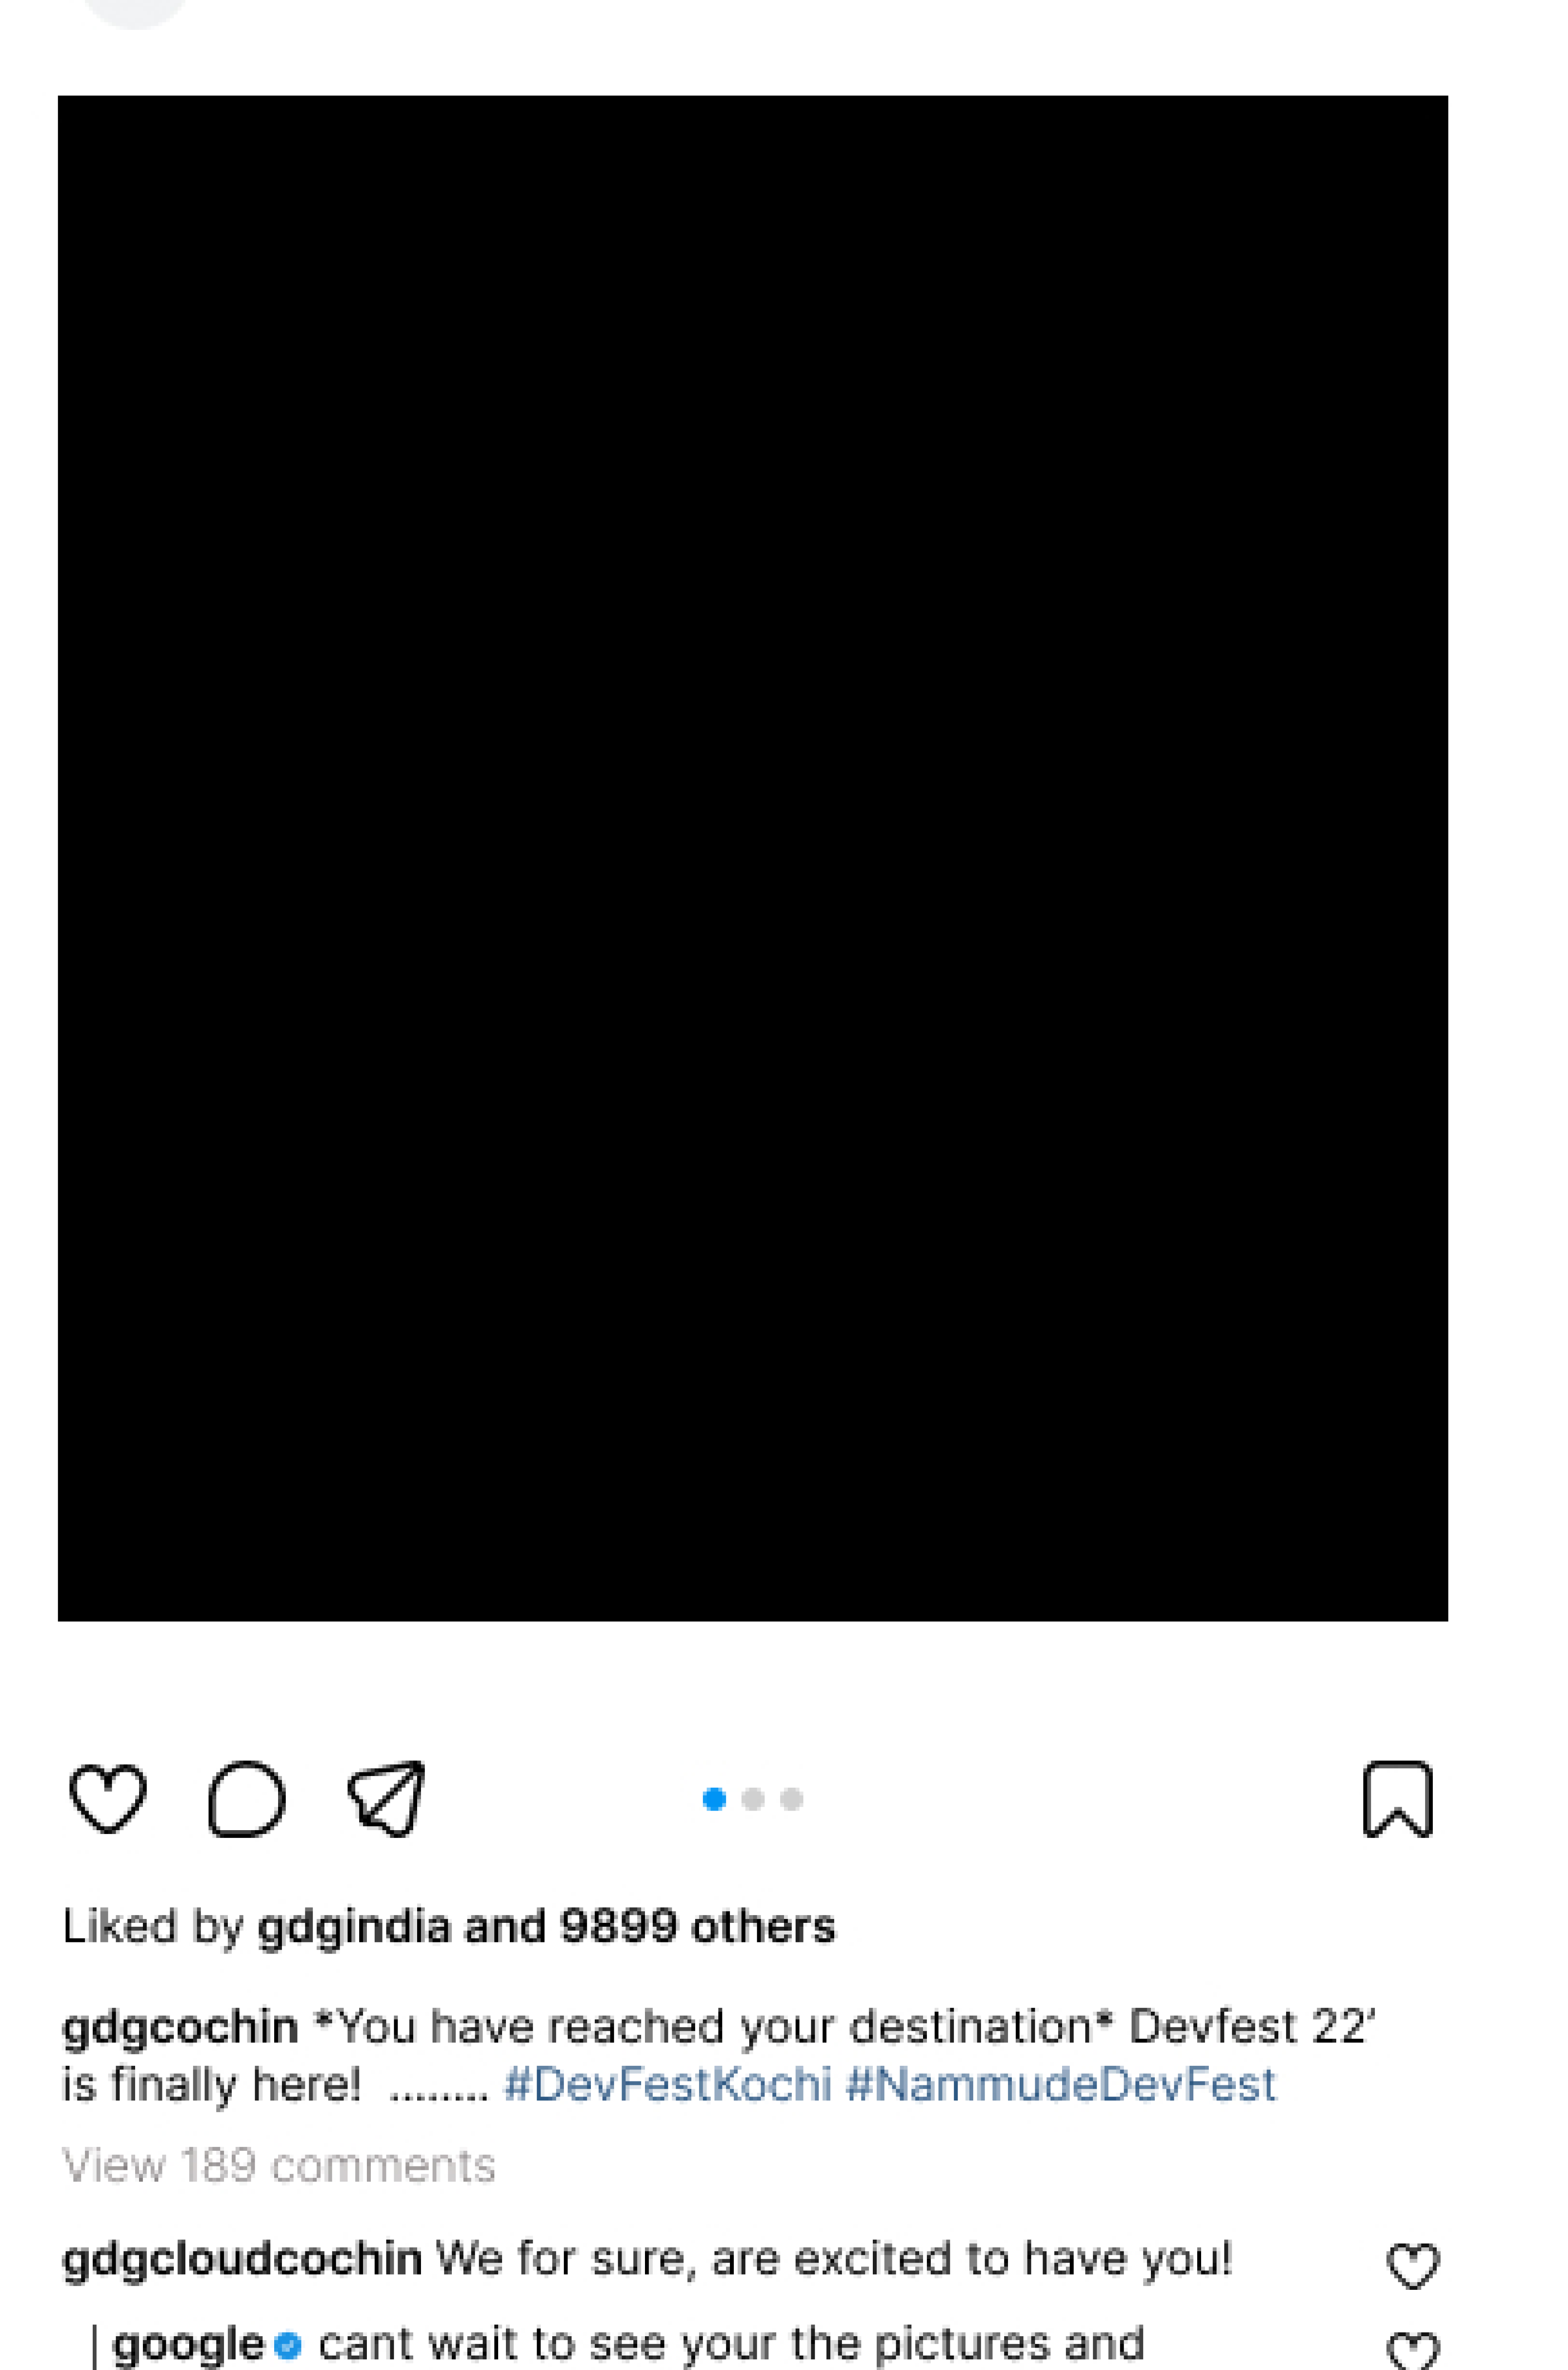 Liked by gdgindia and 9899 others
gdgcochin *You have reached your destination* Devfest 22'
is finally here! ........ #DevFestKochi #NammudeDevFest
View 189 comments
gdgcloudcochin We for sure, are excited to have you!
google cant wait to see your the pictures and